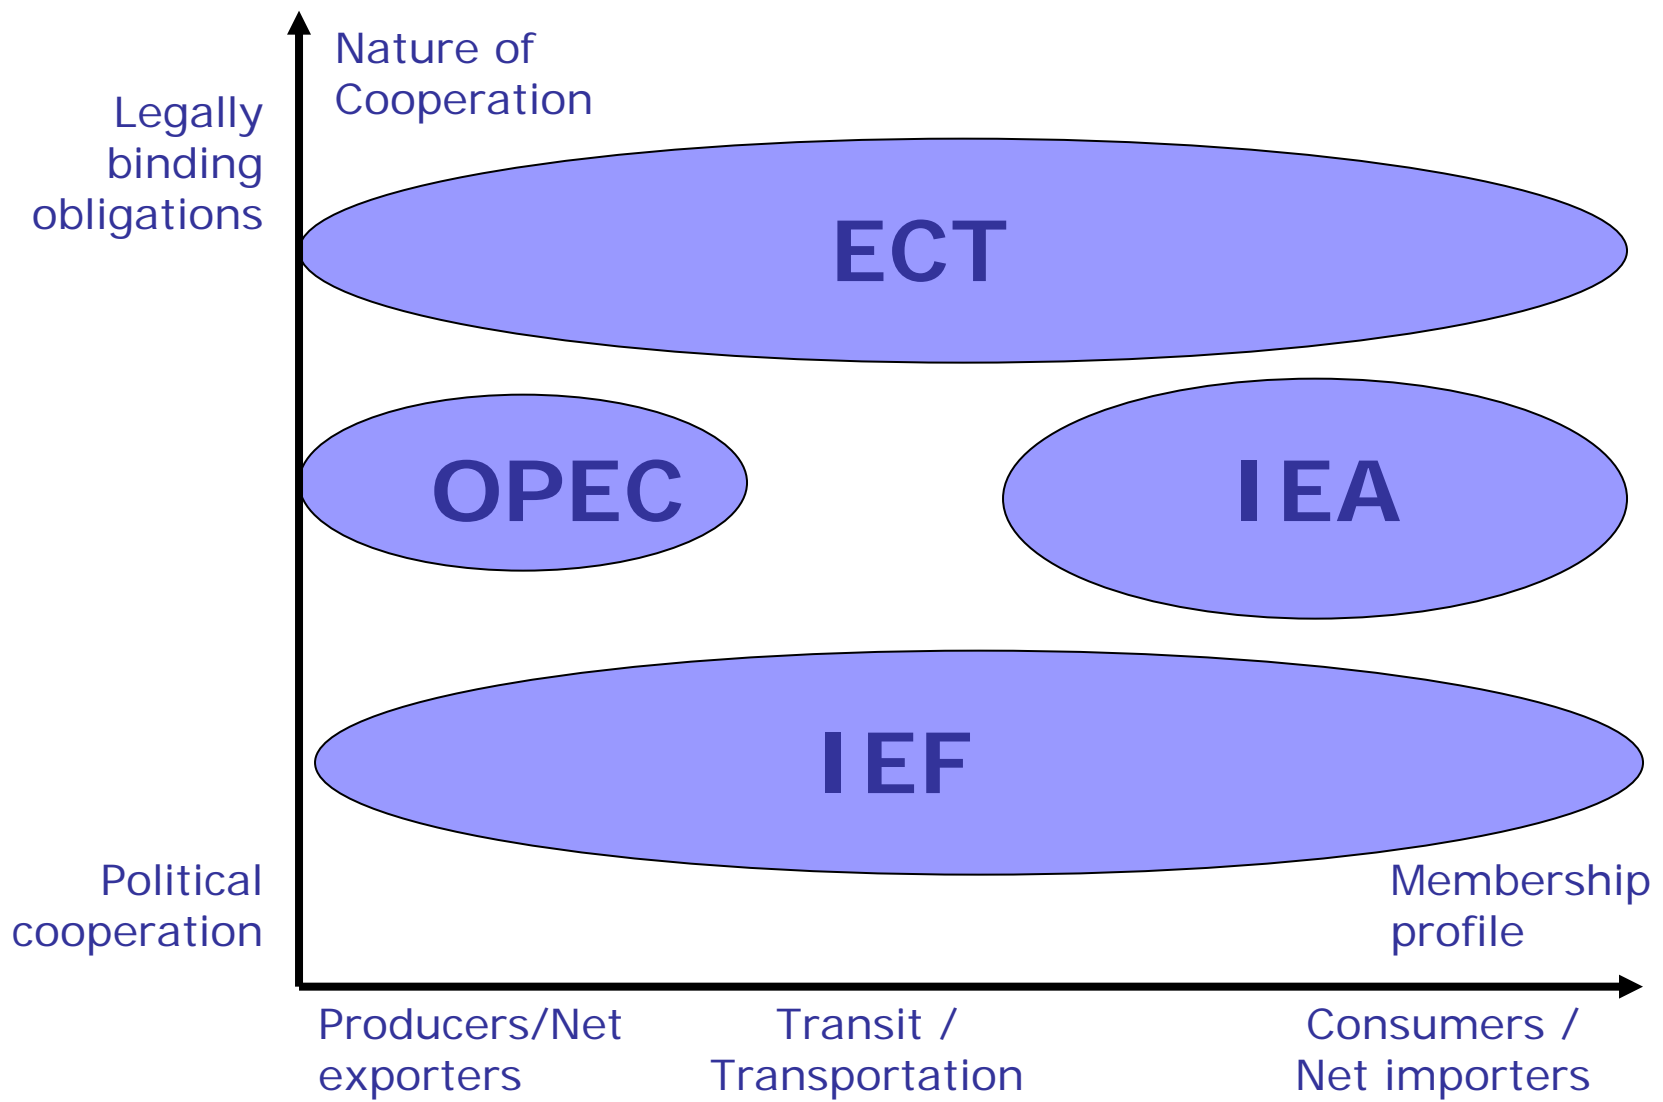 Nature of
Cooperation
Legally
binding
obligations
ECT
OPEC
IEA
IEF
Political
cooperation
Membership
profile
Producers/Net
exporters
Transit /
Transportation
Consumers /
Net importers